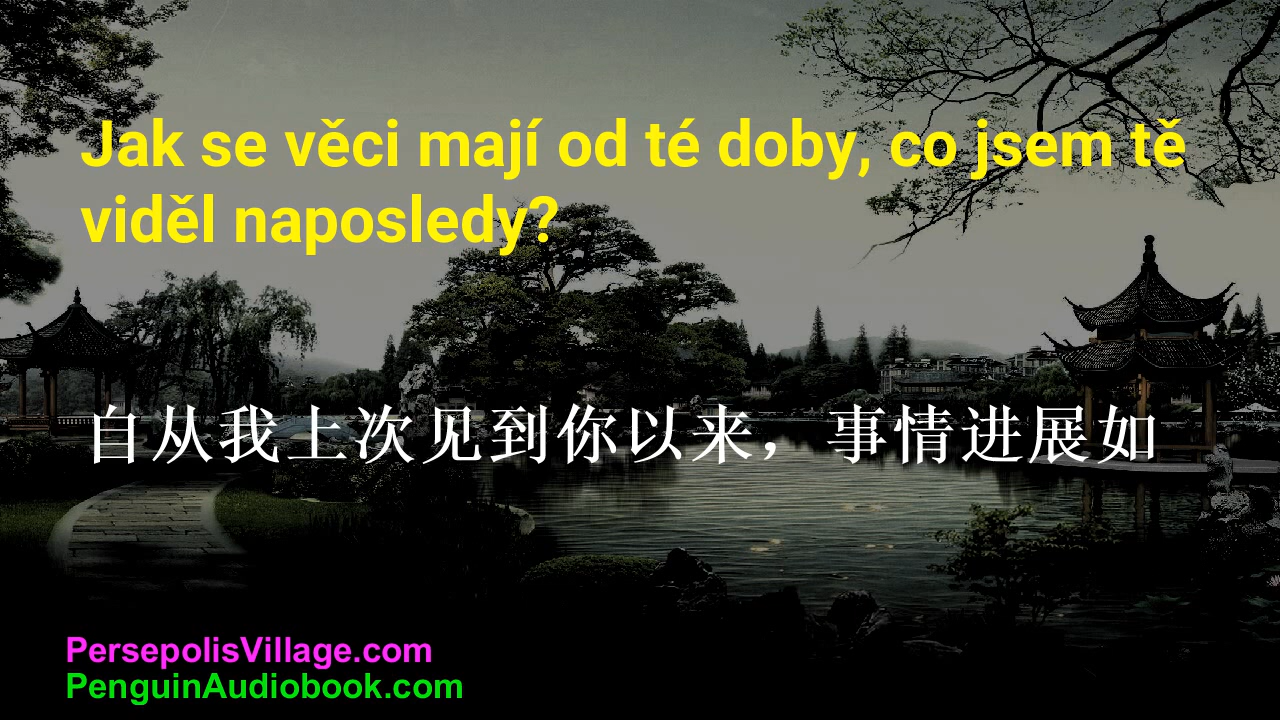 Jak se věci mají od té doby, co jsem tě
viděl naposledy?
自从我上次见到你以来，事情进展如
PersepolisVillage.com
PenguinAudiobook.com